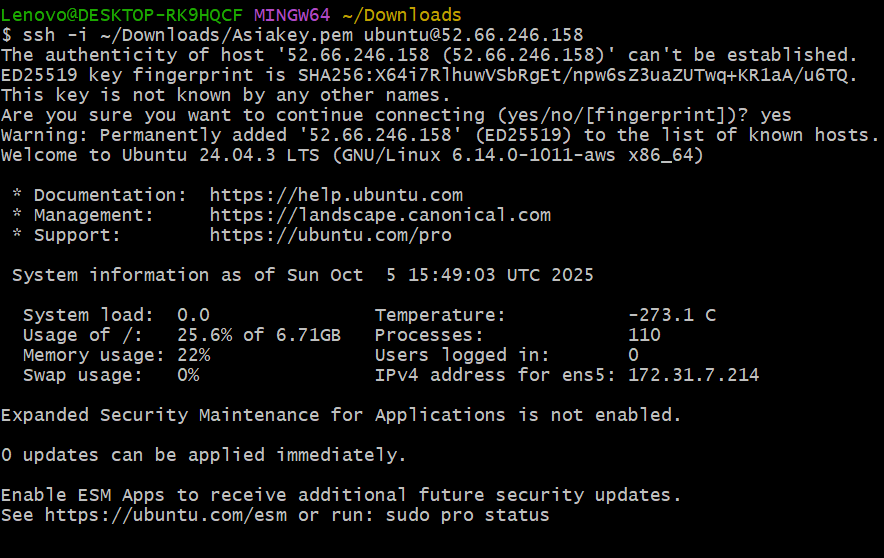 Lenovo@DESKTOP-RK9HQCF MINGW64 ~/Downloads
$ ssh -i ~/Downloads/Asiakey.pem ubuntu@52.66.246.158
The authenticity of host '52.66.246.158 (52.66.246.158)' can't be established.
ED25519 key fingerprint is SHA256:X64i7RlhuwVSbRgEt/npw6sZ3uaZUTwq+KR1aA/u6TQ.
This key is not known by any other names.
Are you sure you want to continue connecting (yes/no/[fingerprint])? yes
Warning: Permanently added '52.66.246.158' (ED25519) to the list of known hosts.
Welcome to Ubuntu 24.04.3 LTS (GNU/Linux 6.14.0-1011-aws x86_64)

 * Documentation:  https://help.ubuntu.com
 * Management:     https://landscape.canonical.com
 * Support:        https://ubuntu.com/pro

 System information as of Sun Oct  5 15:49:03 UTC 2025

  System load:  0.0               Temperature:           -273.1 C
  Usage of /:   25.6% of 6.71GB   Processes:             110
  Memory usage: 22%               Users logged in:       0
  Swap usage:   0%                IPv4 address for ens5: 172.31.7.214

Expanded Security Maintenance for Applications is not enabled.

0 updates can be applied immediately.

Enable ESM Apps to receive additional future security updates.
See https://ubuntu.com/esm or run: sudo pro status